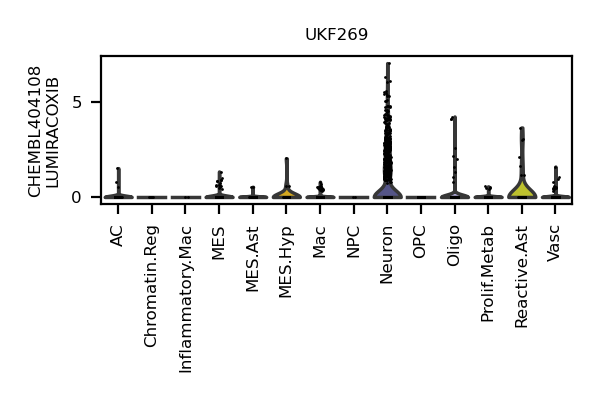 UKF269
CHEMBL404108
LUMIRACOXIB
5
0
AC
Chromatin.Reg
Inflammatory.Mac
MES
MES.Ast
MES.Hyp
Mac
NPC
Neuron
OPC
Oligo
Prolif.Metab
Reactive.Ast
Vasc